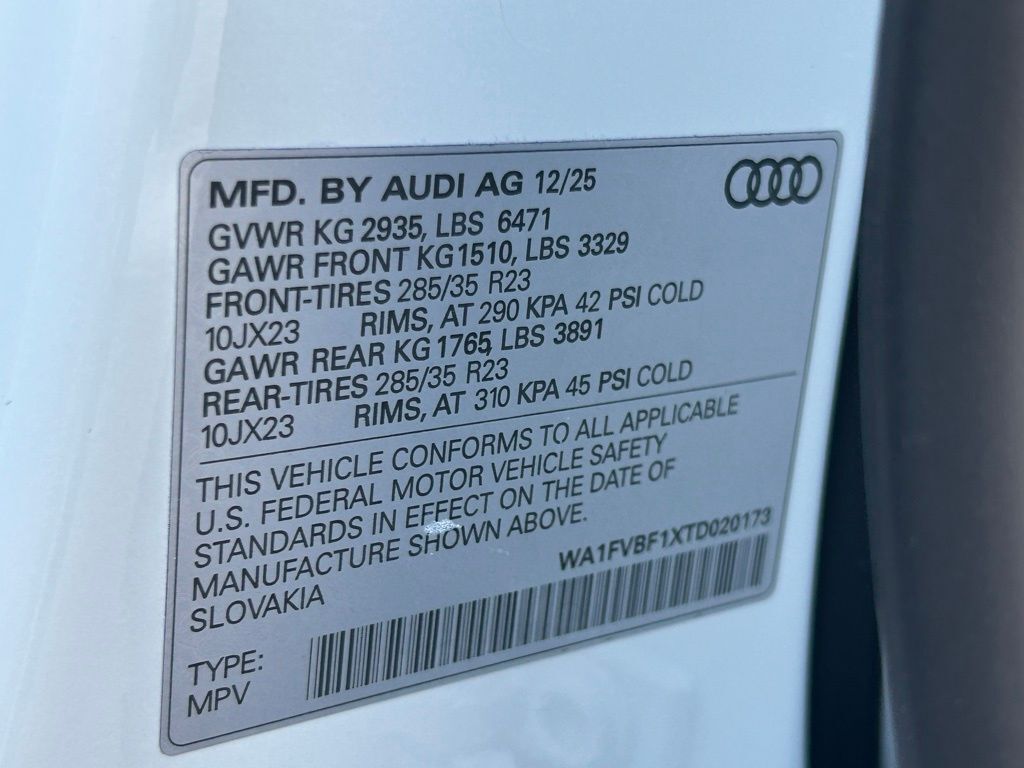 MFD. BY AUDI AG 12/25
GVWR KG 2935, LBS 6471
GAWR FRONT KG1510, LBS 3329
FRONT-TIRES 285/35 R23
10JX23 RIMS, AT 290 KPA 42 PSI COLD
GAWR REAR KG 1765, LBS 3891
REAR-TIRES 285/35 R23
10JX23 RIMS, AT 310 KPA 45 PSI COLD
THIS VEHICLE CONFORMS TO ALL APPLICABLE
U.S. FEDERAL MOTOR VEHICLE SAFETY
STANDARDS IN EFFECT ON THE DATE OF
MANUFACTURE SHOWN ABOVE.
SLOVAKIA
WA1FVBF1XTD020173
TYPE:
MPV